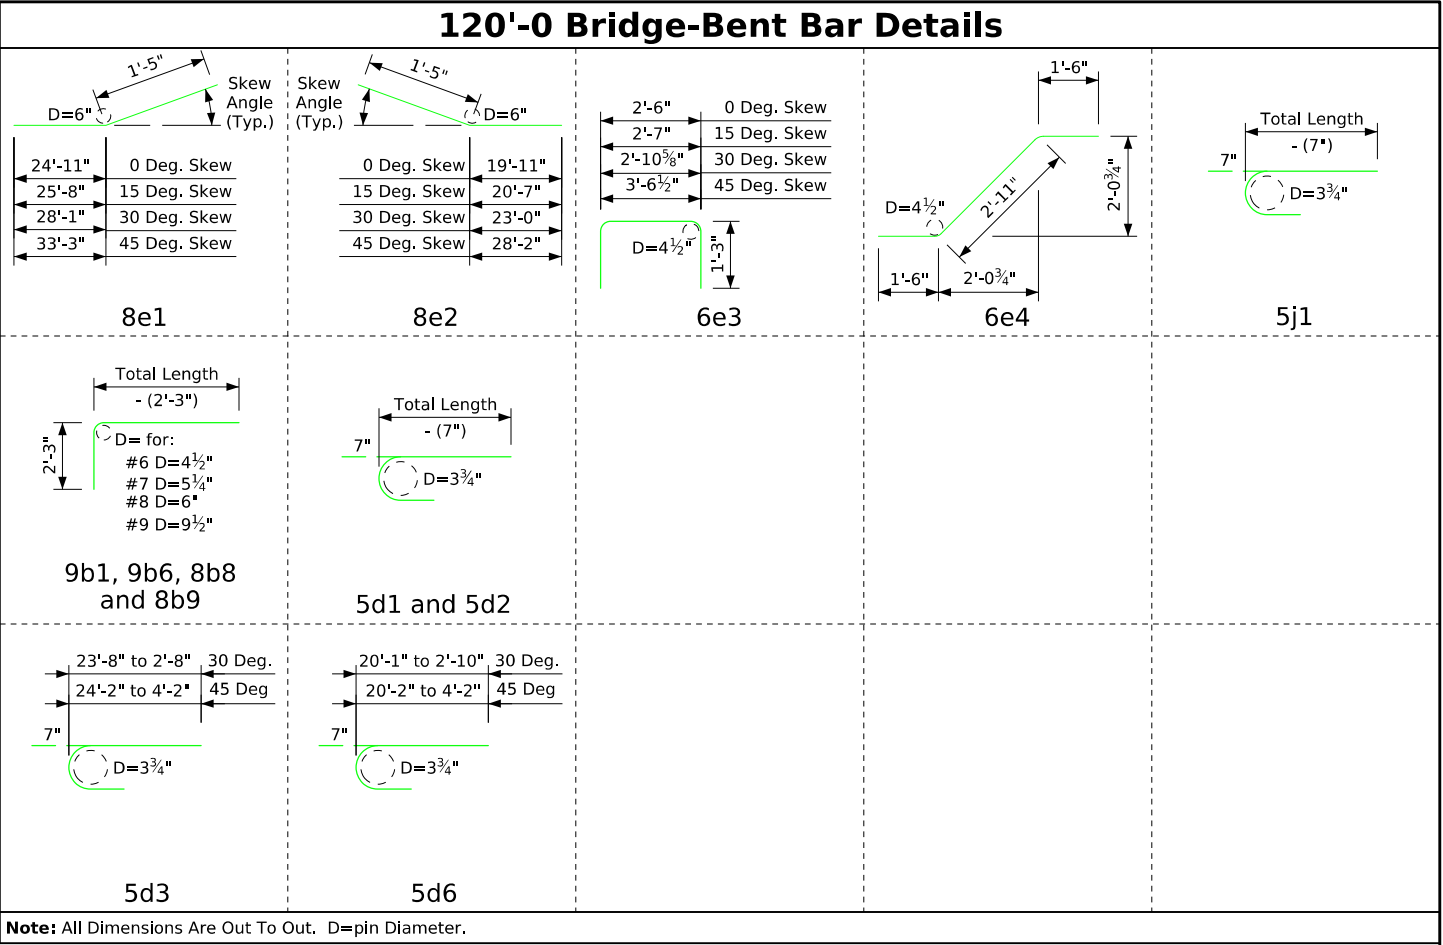 120'-0 Bridge-Bent Bar Details
1'-5"
Skew
Angle
(Typ.)
D=6"
24'-11" 0 Deg. Skew
25'-8" 15 Deg. Skew
28'-1" 30 Deg. Skew
33'-3" 45 Deg. Skew
8e1
1'-5"
Skew
Angle
(Typ.)
D=6"
0 Deg. Skew 19'-11"
15 Deg. Skew 20'-7"
30 Deg. Skew 23'-0"
45 Deg. Skew 28'-2"
8e2
2'-6" 0 Deg. Skew
2'-7" 15 Deg. Skew
2'-10⅝" 30 Deg. Skew
3'-6½" 45 Deg. Skew
D=4½"
1'-3"
6e3
1'-6"
2'-0¾"
2'-11"
D=4½"
1'-6" 2'-0¾"
6e4
Total Length
- (7")
7"
D=3¾"
5j1
Total Length
- (2'-3")
2'-3"
D= for:
#6 D=4½"
#7 D=5¼"
#8 D=6"
#9 D=9½"
9b1, 9b6, 8b8
and 8b9
Total Length
- (7")
7"
D=3¾"
5d1 and 5d2
23'-8" to 2'-8" 30 Deg.
24'-2" to 4'-2" 45 Deg
7"
D=3¾"
5d3
20'-1" to 2'-10" 30 Deg.
20'-2" to 4'-2" 45 Deg
7"
D=3¾"
5d6
Note: All Dimensions Are Out To Out. D=pin Diameter.